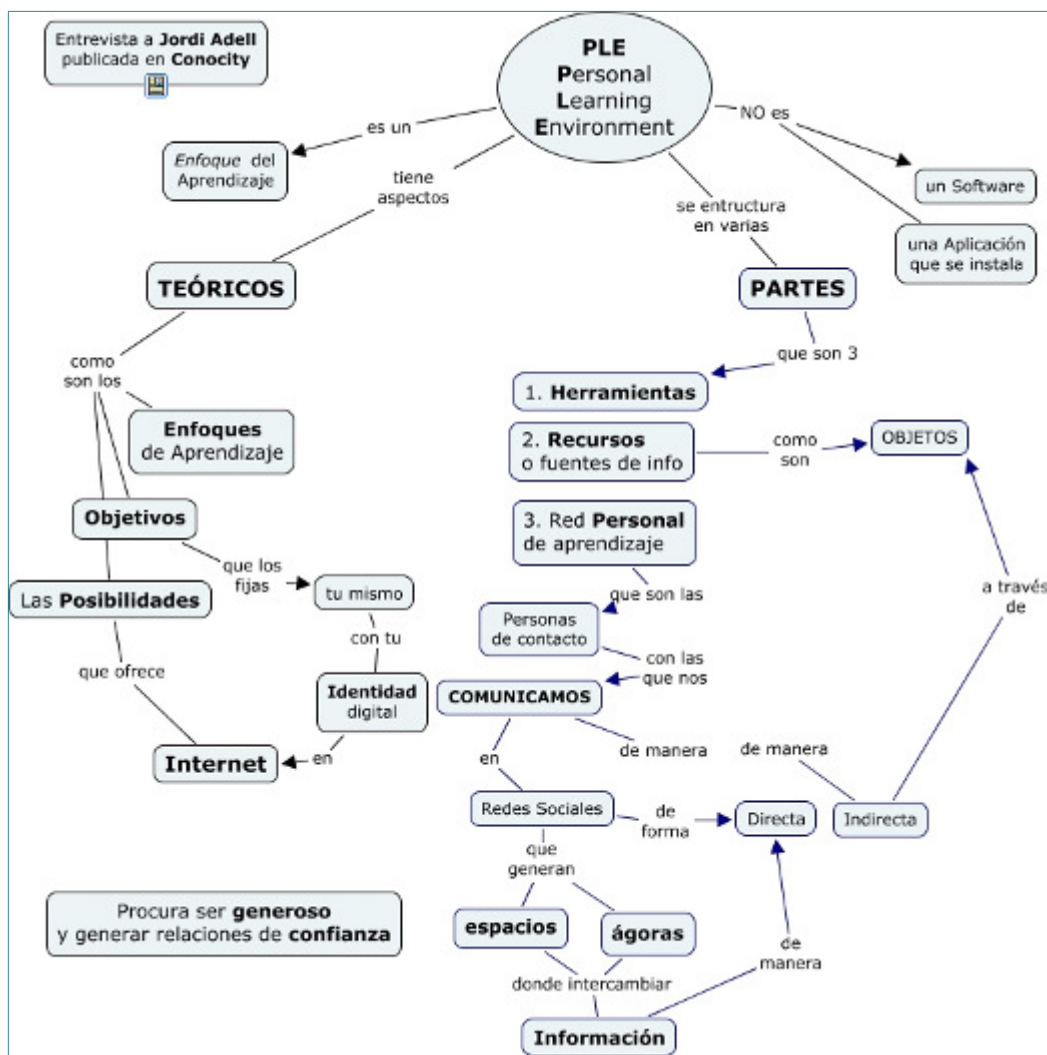 Entrevista a Jordi Adell
publicada en Conocity
PLE
Personal
Learning
Environment
es un
Enfoque del
Aprendizaje
NO es
un Software
una Aplicación
que se instala
tiene
aspectos
se entructura
en varias
TEÓRICOS
PARTES
como
son los
que son 3
Enfoques
de Aprendizaje
Objetivos
que los
fijas
tu mismo
Las Posibilidades
con tu
que ofrece
Identidad
digital
en
Internet
1. Herramientas
2. Recursos
o fuentes de info
como
son
OBJETOS
3. Red Personal
de aprendizaje
que son las
a través
de
Personas
de contacto
con las
que nos
COMUNICAMOS
en
de manera
de manera
Redes Sociales
de
forma
Directa
Indirecta
que
generan
espacios
ágoras
de
manera
donde intercambiar
Información
Procura ser generoso
y generar relaciones de confianza